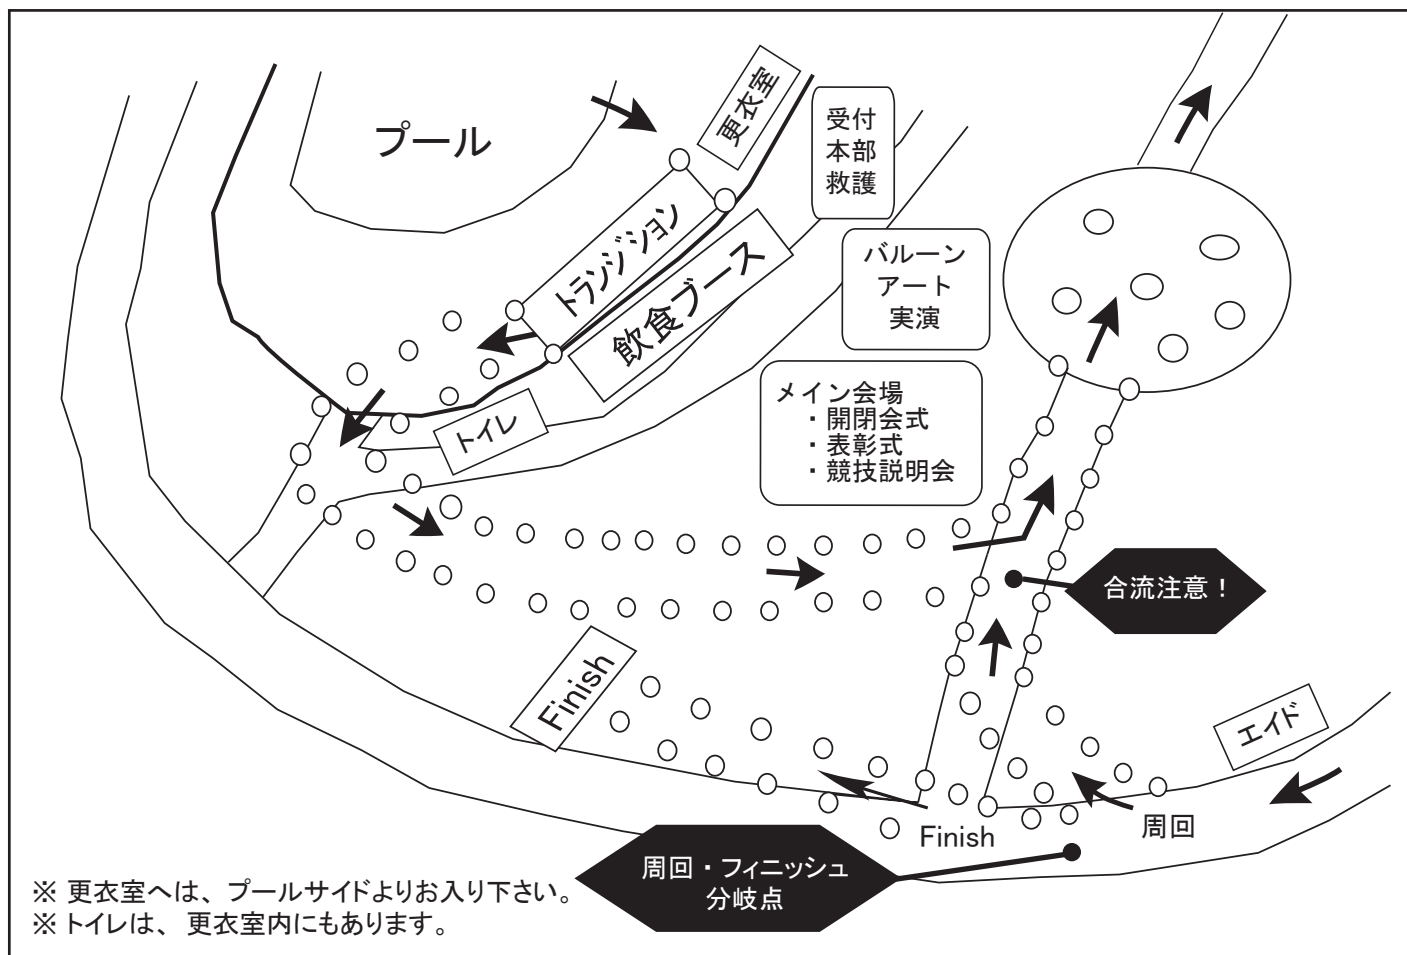 プール
更衣室
受付
本部
救護
トランジション
飲食ブース
バルーン
アート
実演
トイレ
メイン会場
・開閉会式
・表彰式
・競技説明会
合流注意！
Finish
エイド
Finish
周回
周回・フィニッシュ
分岐点
※ 更衣室へは、プールサイドよりお入り下さい。
※ トイレは、更衣室内にもあります。